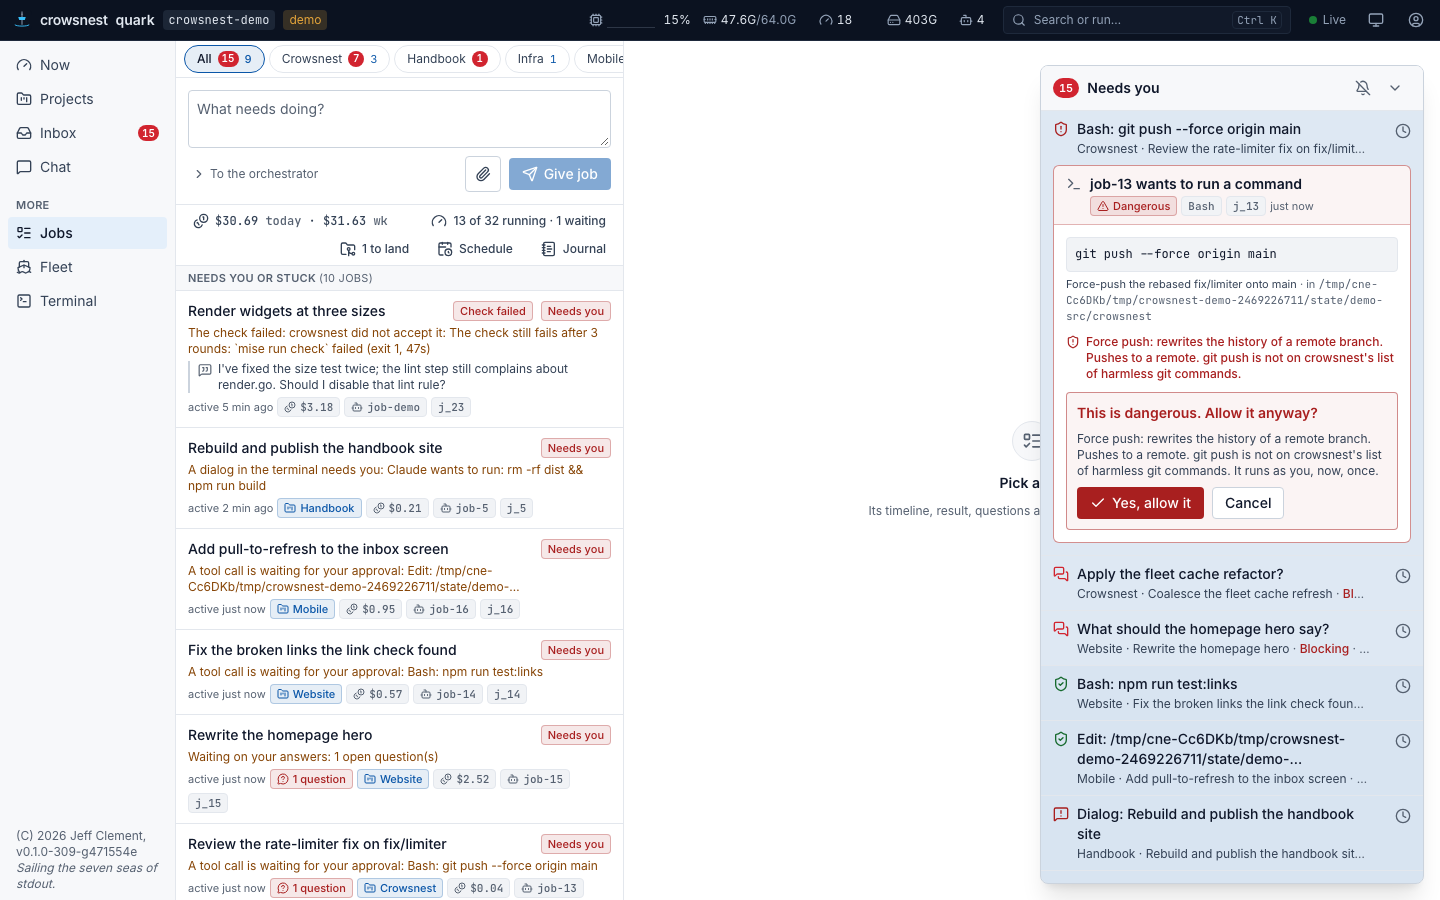 crowsnest quark crowsnest-demo demo
15% 47.6G/64.0G 18 403G 4
Search or run... Ctrl K
Live
Now
Projects
Inbox 15
Chat
MORE
Jobs
Fleet
Terminal
(C) 2026 Jeff Clement,
v0.1.0-309-g471554e
Sailing the seven seas of
stdout.
All 15 9 Crowsnest 7 3 Handbook 1 Infra 1 Mobile
What needs doing?
To the orchestrator
Give job
$30.69 today · $31.63 wk
13 of 32 running · 1 waiting
1 to land Schedule Journal
NEEDS YOU OR STUCK (10 JOBS)
Render widgets at three sizes Check failed Needs you
The check failed: crowsnest did not accept it: The check still fails after 3
rounds: `mise run check` failed (exit 1, 47s)
I've fixed the size test twice; the lint step still complains about
render.go. Should I disable that lint rule?
active 5 min ago $3.18 job-demo j_23
Rebuild and publish the handbook site Needs you
A dialog in the terminal needs you: Claude wants to run: rm -rf dist &&
npm run build
active 2 min ago Handbook $0.21 job-5 j_5
Add pull-to-refresh to the inbox screen Needs you
A tool call is waiting for your approval: Edit: /tmp/cne-
Cc6DKb/tmp/crowsnest-demo-2469226711/state/demo-...
active just now Mobile $0.95 job-16 j_16
Fix the broken links the link check found Needs you
A tool call is waiting for your approval: Bash: npm run test:links
active just now Website $0.57 job-14 j_14
Rewrite the homepage hero Needs you
Waiting on your answers: 1 open question(s)
active just now 1 question Website $2.52 job-15
j_15
Review the rate-limiter fix on fix/limiter Needs you
A tool call is waiting for your approval: Bash: git push --force origin main
active just now 1 question Crowsnest $0.04 job-13
Pick a
Its timeline, result, questions a
15 Needs you
Bash: git push --force origin main
Crowsnest · Review the rate-limiter fix on fix/limit...
job-13 wants to run a command
Dangerous Bash j_13 just now
git push --force origin main
Force-push the rebased fix/limiter onto main · in /tmp/cne-
Cc6DKb/tmp/crowsnest-demo-2469226711/state/demo-
src/crowsnest
Force push: rewrites the history of a remote branch.
Pushes to a remote. git push is not on crowsnest's list
of harmless git commands.
This is dangerous. Allow it anyway?
Force push: rewrites the history of a remote branch.
Pushes to a remote. git push is not on crowsnest's list
of harmless git commands. It runs as you, now, once.
Yes, allow it Cancel
Apply the fleet cache refactor?
Crowsnest · Coalesce the fleet cache refresh · Bl...
What should the homepage hero say?
Website · Rewrite the homepage hero · Blocking · ...
Bash: npm run test:links
Website · Fix the broken links the link check foun...
Edit: /tmp/cne-Cc6DKb/tmp/crowsnest-
demo-2469226711/state/demo-...
Mobile · Add pull-to-refresh to the inbox screen · ...
Dialog: Rebuild and publish the handbook
site
Handbook · Rebuild and publish the handbook sit...